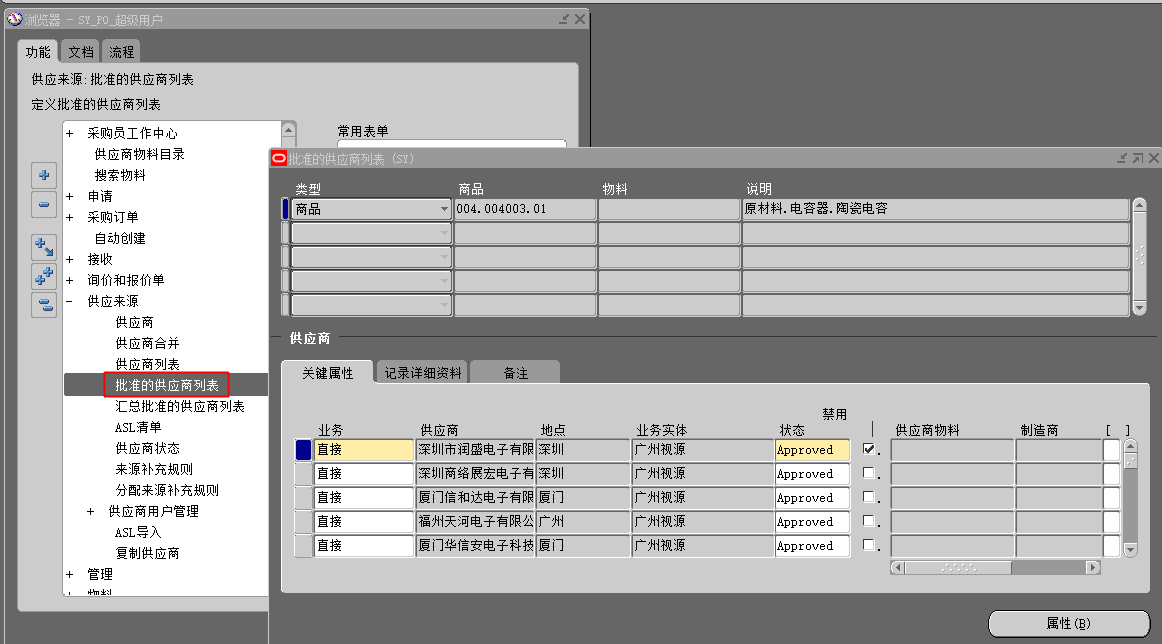 浏览器 - SY_PO_超级用户
功能 文档 流程
供应来源:批准的供应商列表
定义批准的供应商列表
常用表单
+ 采购员工作中心
供应商物料目录
搜索物料
+ 申请
+ 采购订单
自动创建
+ 接收
+ 询价和报价单
- 供应来源
供应商
供应商合并
供应商列表
批准的供应商列表
汇总批准的供应商列表
ASL清单
供应商状态
来源补充规则
分配来源补充规则
+ 供应商用户管理
ASL导入
复制供应商
+ 管理
+ 物料
批准的供应商列表 (SY)
类型 商品 物料 说明
商品 004.004003.01 原材料.电容器.陶瓷电容
供应商
关键属性 记录详细资料 备注
禁用
业务 供应商 地点 业务实体 状态 供应商物料 制造商 [ ]
直接 深圳市润盛电子有限 深圳 广州视源 Approved
直接 深圳商络展宏电子有 深圳 广州视源 Approved
直接 厦门信和达电子有限 厦门 广州视源 Approved
直接 福州天河电子有限公 广州 广州视源 Approved
直接 厦门华信安电子科技 厦门 广州视源 Approved
属性(B)